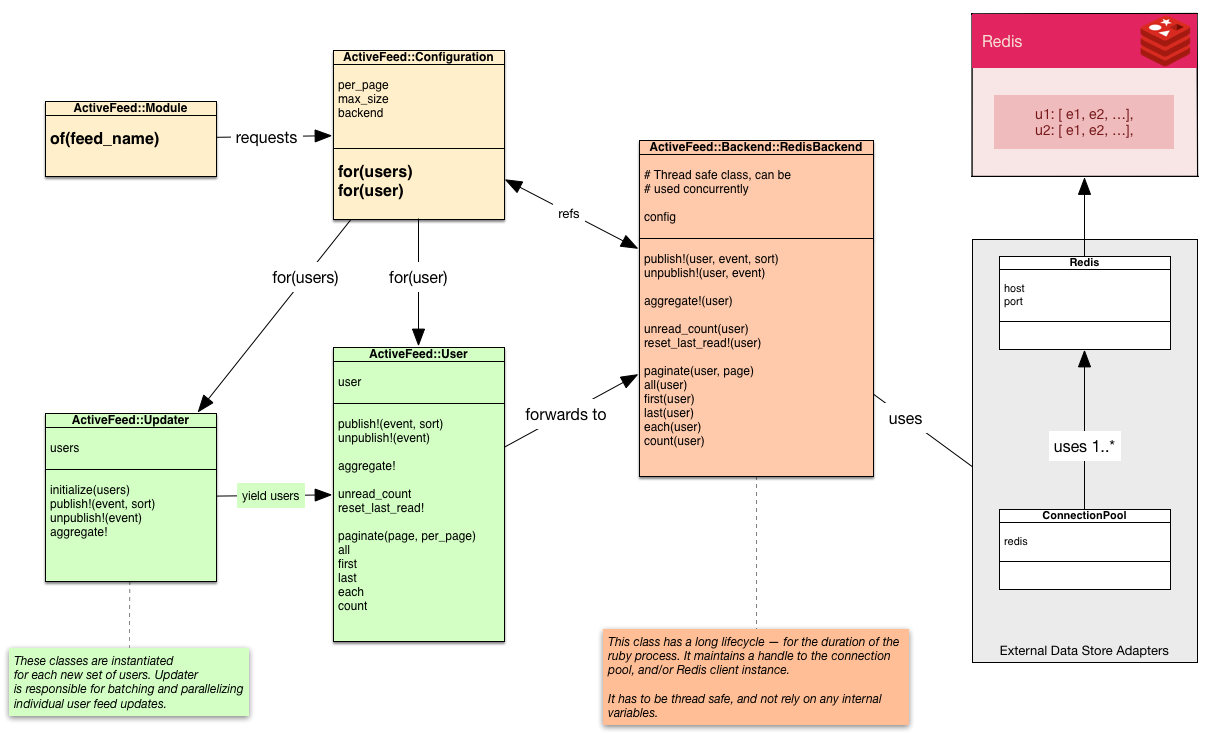 ActiveFeed::Module
of(feed_name)
requests
ActiveFeed::Configuration
per_page
max_size
backend
for(users)
for(user)
for(users)
for(user)
refs
ActiveFeed::Updater
users
initialize(users)
publish!(event, sort)
unpublish!(event)
aggregate!
yield users
ActiveFeed::User
user
publish!(event, sort)
unpublish!(event)
aggregate!
unread_count
reset_last_read!
paginate(page, per_page)
all
first
last
each
count
forwards to
ActiveFeed::Backend::RedisBackend
# Thread safe class, can be
# used concurrently
config
publish!(user, event, sort)
unpublish!(user, event)
aggregate!(user)
unread_count(user)
reset_last_read!(user)
paginate(user, page)
all(user)
first(user)
last(user)
each(user)
count(user)
uses
Redis
u1: [ e1, e2, …],
u2: [ e1, e2, …],
Redis
host
port
uses 1..*
ConnectionPool
redis
External Data Store Adapters
These classes are instantiated
for each new set of users. Updater
is responsible for batching and parallelizing
individual user feed updates.
This class has a long lifecycle — for the duration of the
ruby process. It maintains a handle to the connection
pool, and/or Redis client instance.
It has to be thread safe, and not rely on any internal
variables.